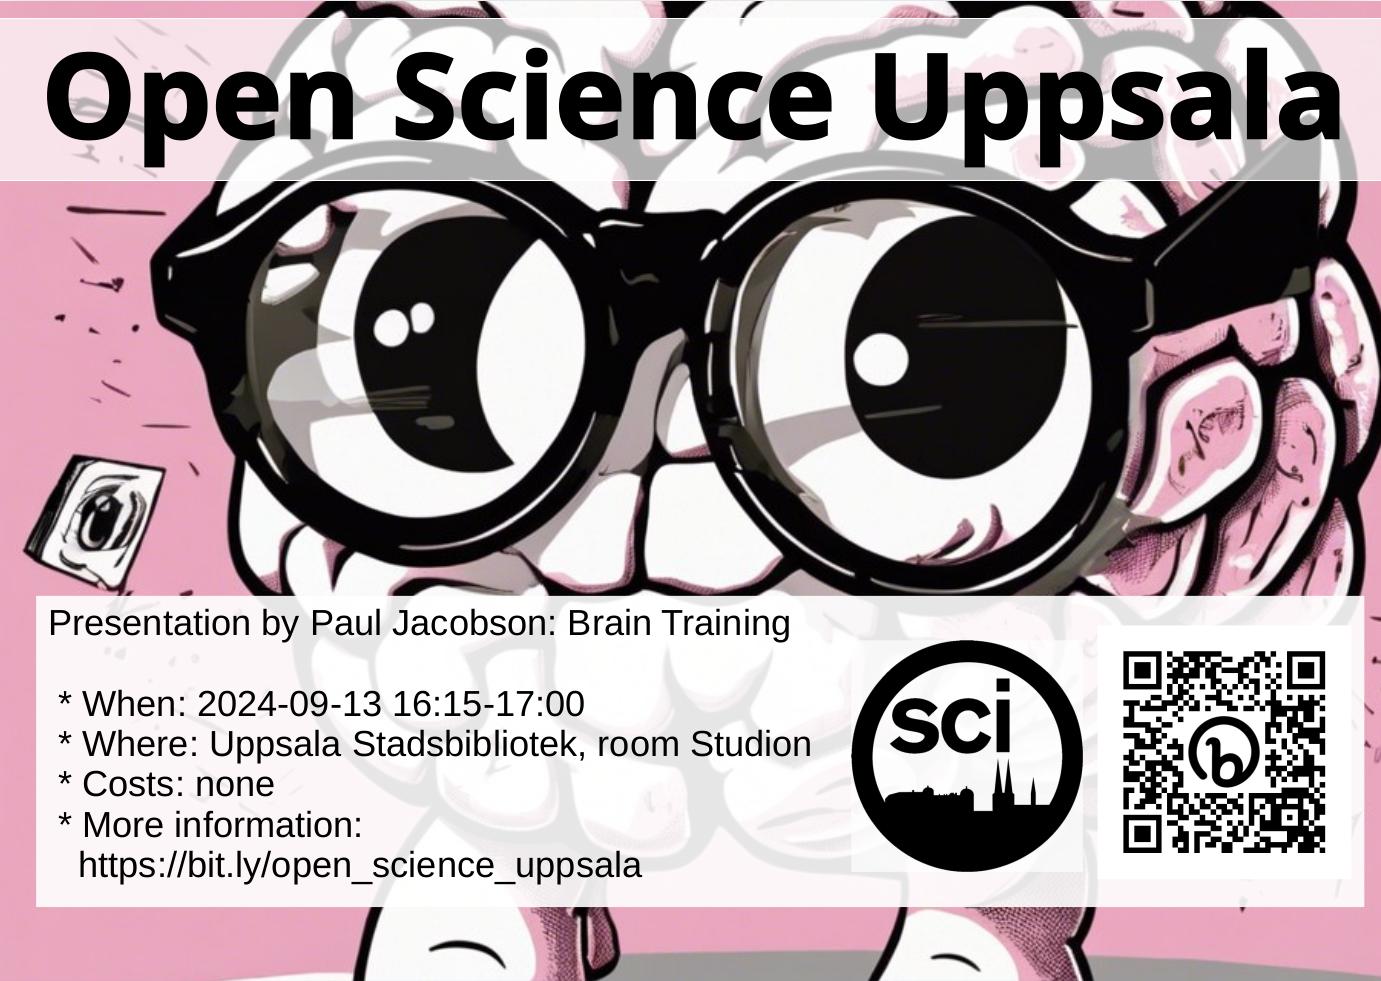 Open Science Uppsala
Presentation by Paul Jacobson: Brain Training
* When: 2024-09-13 16:15-17:00
* Where: Uppsala Stadsbibliotek, room Studion
* Costs: none
* More information:
https://bit.ly/open_science_uppsala
sci
b